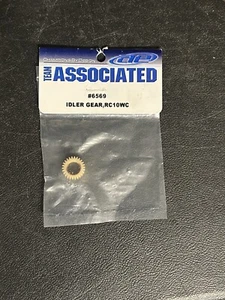 TEAM
ASSOCIATED
#6569
IDLER GEAR,RC10WC